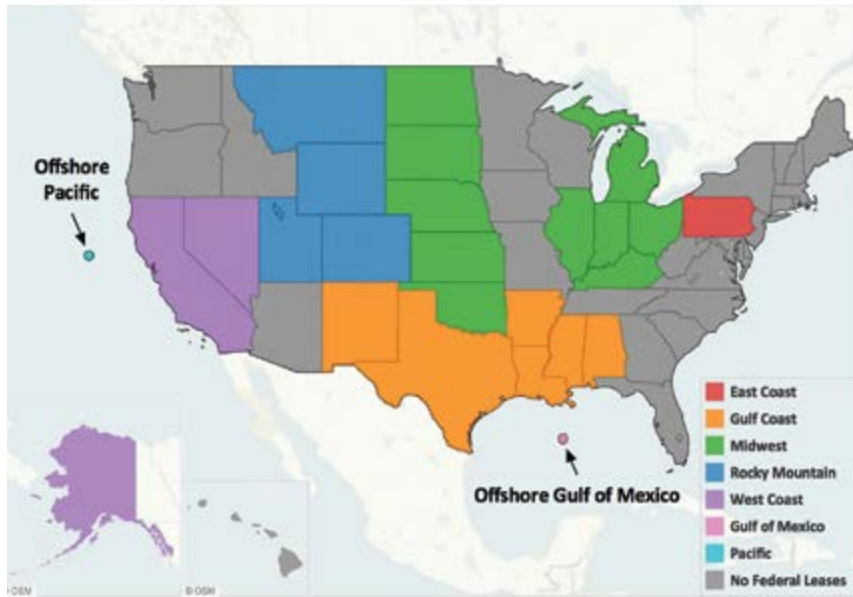 Offshore
Pacific
Offshore Gulf of Mexico
East Coast
Gulf Coast
Midwest
Rocky Mountain
West Coast
Gulf of Mexico
Pacific
No Federal Leases
© OSM
© OSM